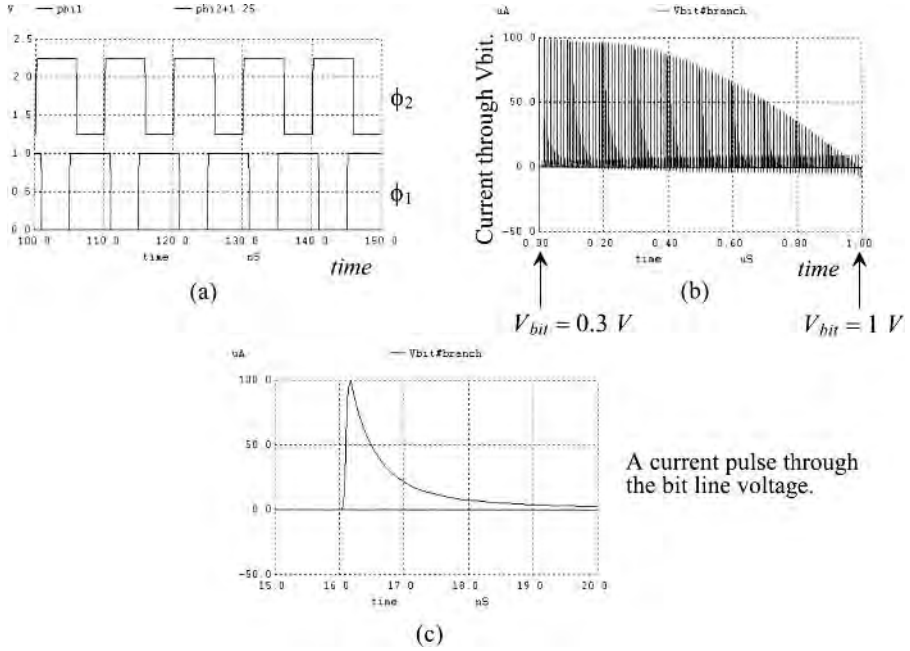 V — phi1 — phi2+1.25
2.5
2.0
1.5
1.0
0.5
0.0
ϕ2
ϕ1
100.0 110.0 120.0 130.0 140.0 150.0
time nS time
(a)
uA — Vbit#branch
Current through Vbit.
100.0
50.0
0.0
-50.0
0.00 0.20 0.40 0.60 0.80 1.00
time uS time
(b)
Vbit = 0.3 V. Vbit = 1 V
uA — Vbit#branch
100.0
50.0
0.0
-50.0
15.0 16.0 17.0 18.0 19.0 20.0
time nS
A current pulse through
the bit line voltage.
(c)